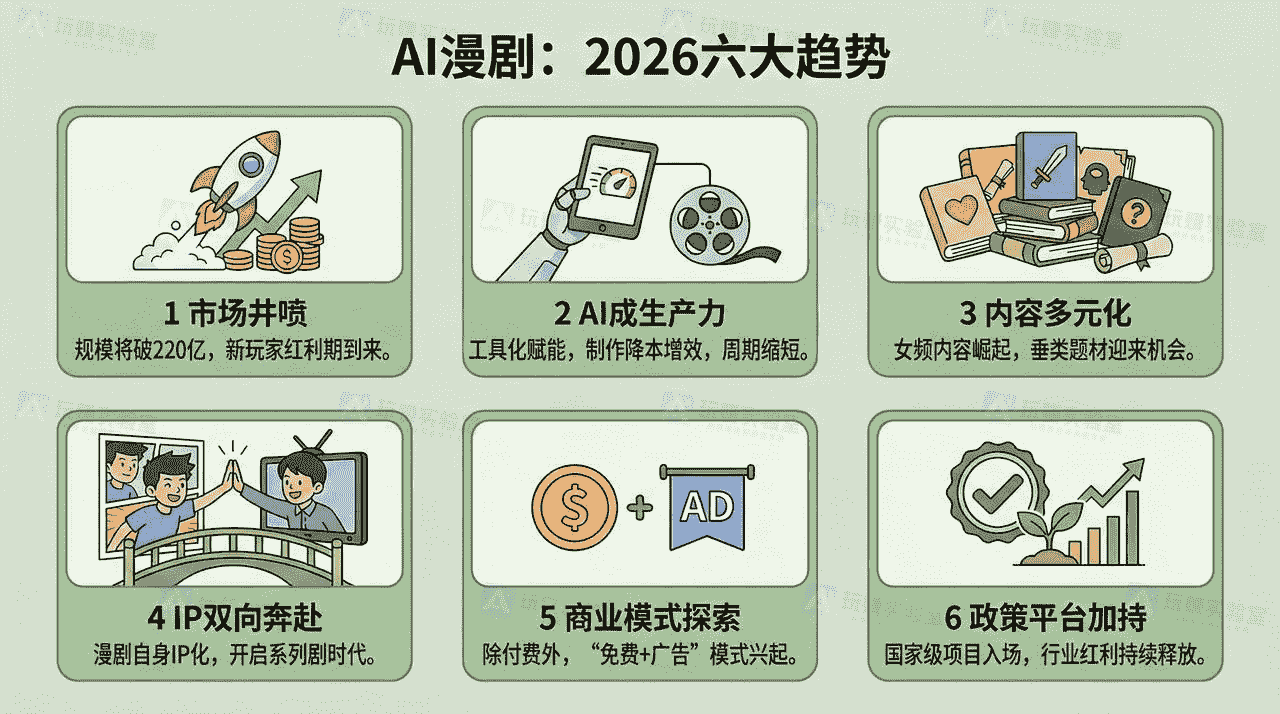 AI漫剧：2026六大趋势
1 市场井喷
规模将破220亿，新玩家红利期到来。
2 AI成生产力
工具化赋能，制作降本增效，周期缩短。
3 内容多元化
女频内容崛起，垂类题材迎来机会。
?
$
4 IP双向奔赴
漫剧自身IP化，开启系列剧时代。
$ + AD
5 商业模式探索
除付费外，“免费+广告”模式兴起。
6 政策平台加持
国家级项目入场，行业红利持续释放。
玩赚实验室